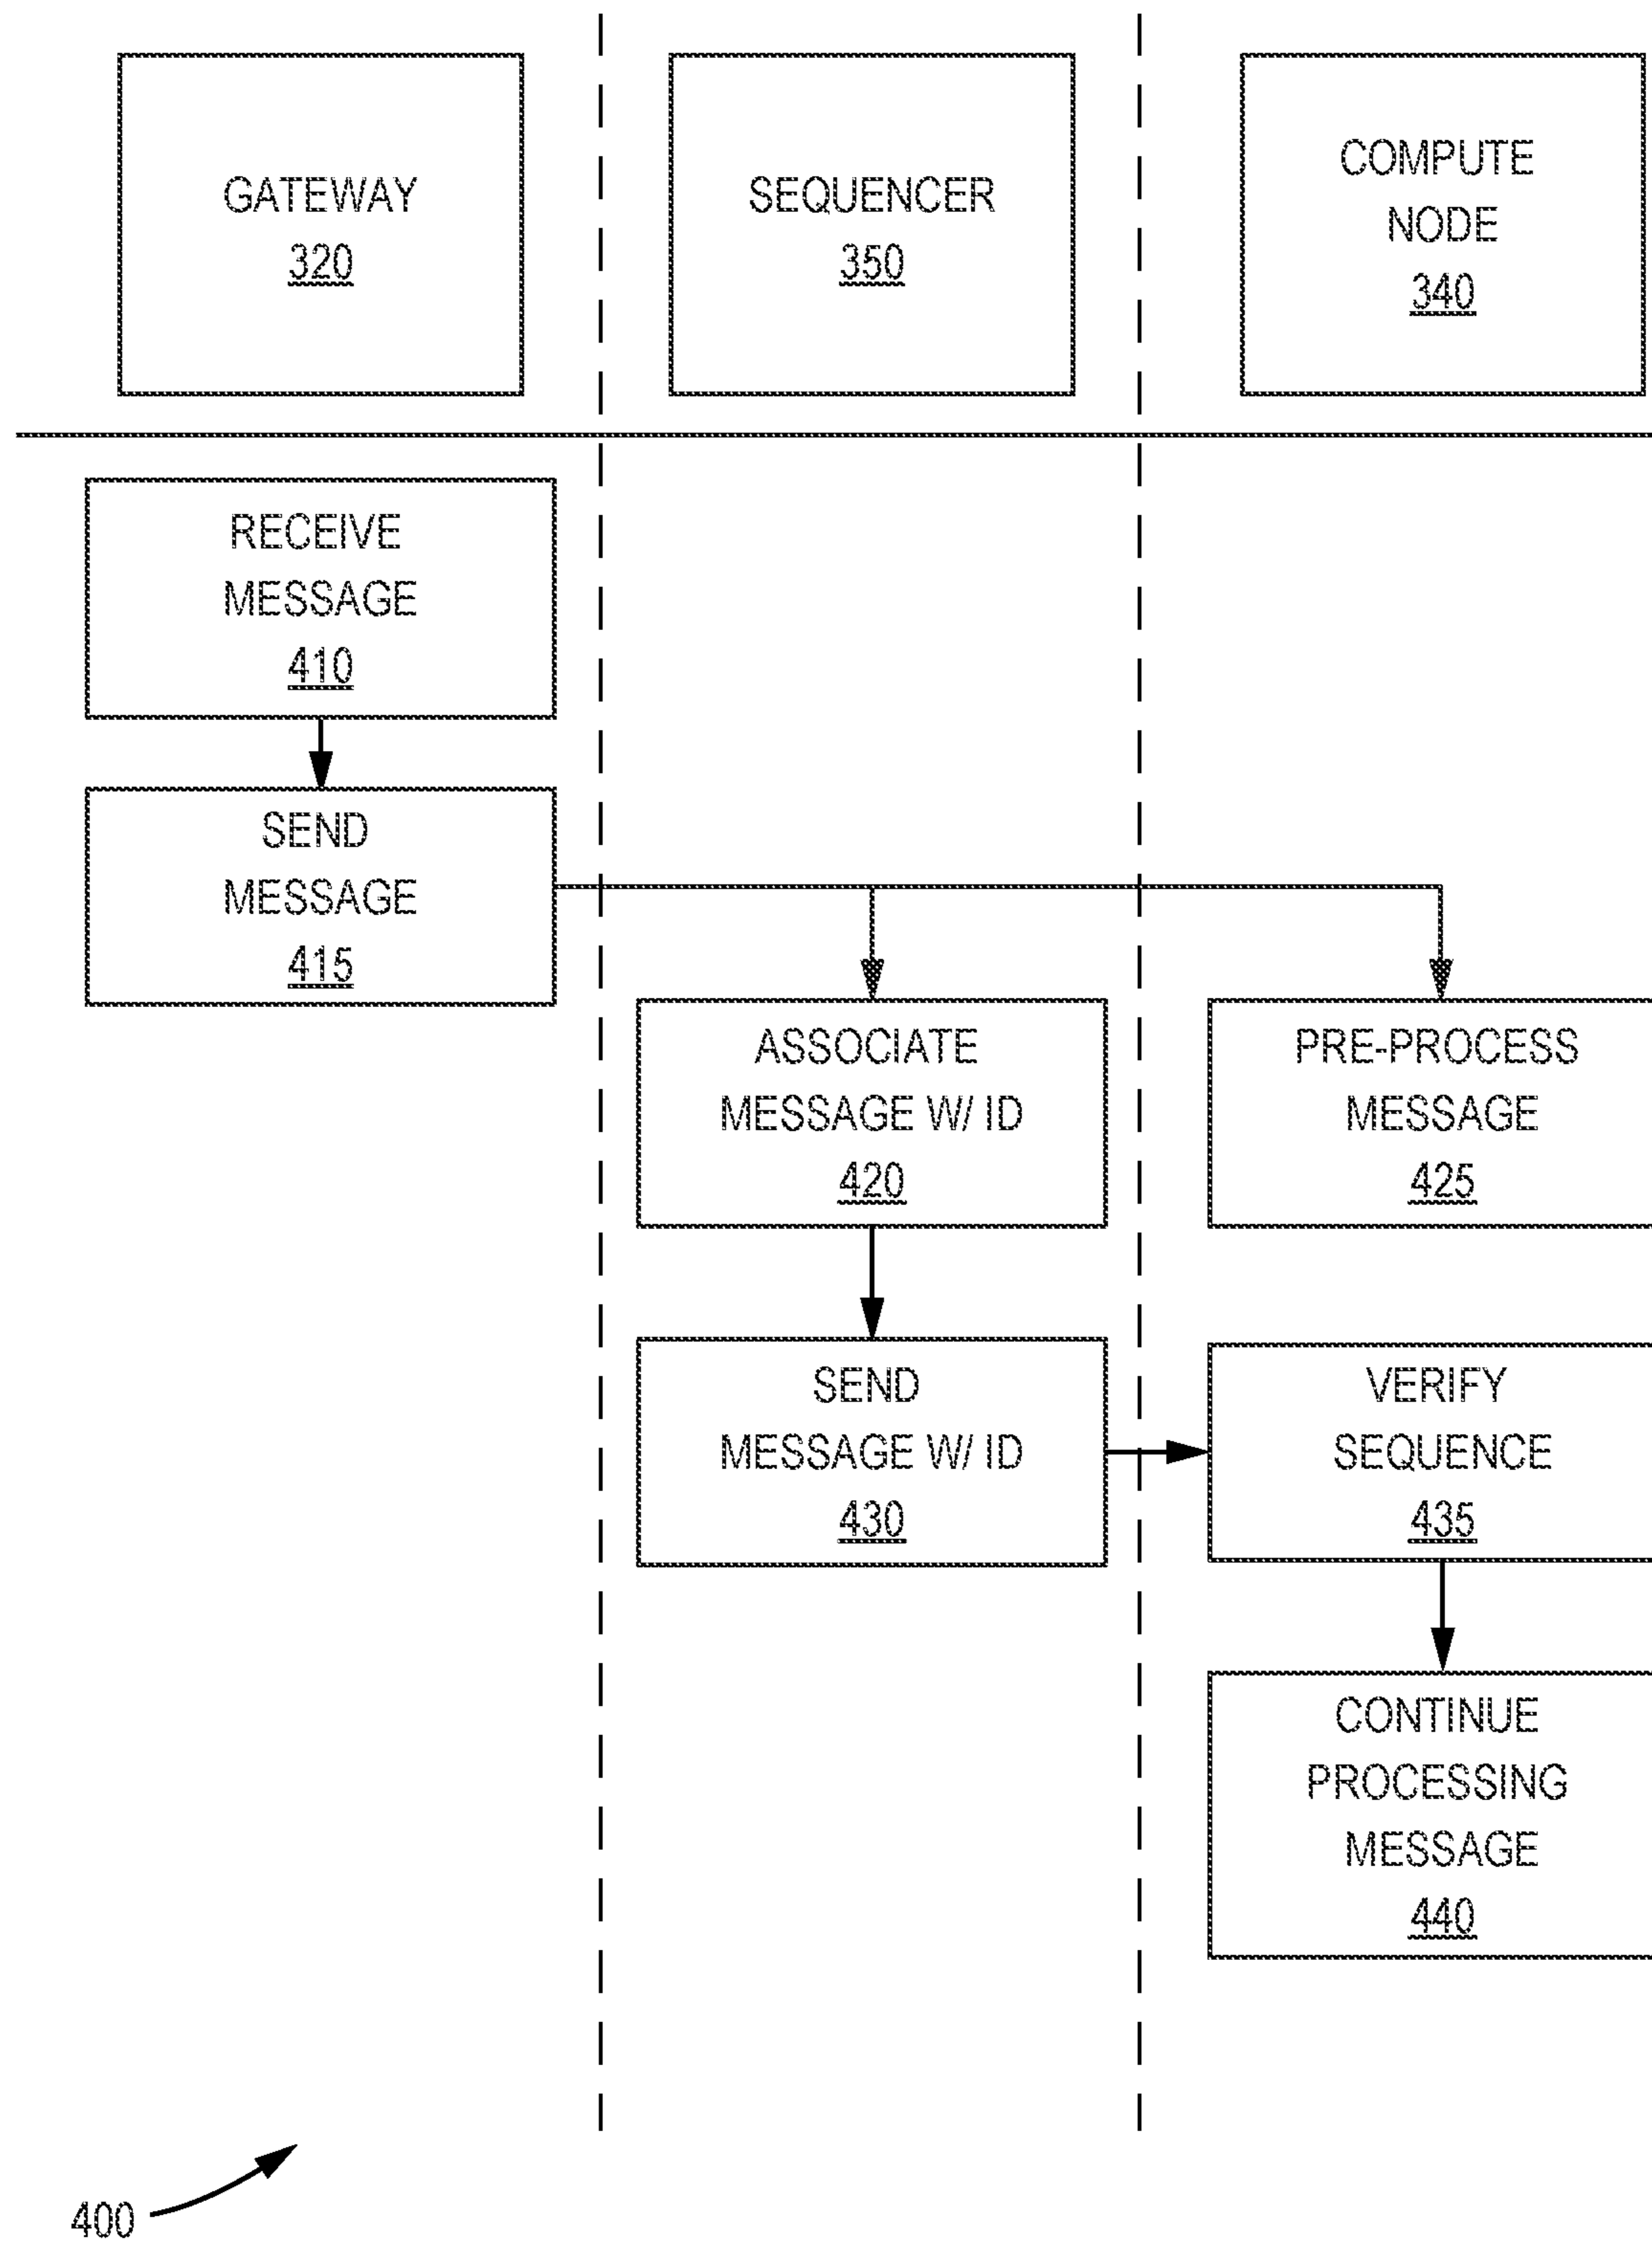 GATEWAY
320
SEQUENCER
350
COMPUTE
NODE
340
RECEIVE
MESSAGE
410
SEND
MESSAGE
415
ASSOCIATE
MESSAGE W/ ID
420
PRE-PROCESS
MESSAGE
425
SEND
MESSAGE W/ ID
430
VERIFY
SEQUENCE
435
CONTINUE
PROCESSING
MESSAGE
440
400